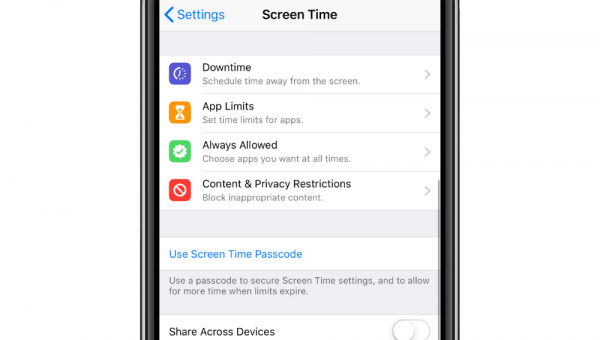 Settings
Screen Time
Downtime
Schedule time away from the screen.
App Limits
Set time limits for apps.
Always Allowed
Choose apps you want at all times.
Content & Privacy Restrictions
Block inappropriate content.
Use Screen Time Passcode
Use a passcode to secure Screen Time settings, and to allow
for more time when limits expire.
Share Across Devices